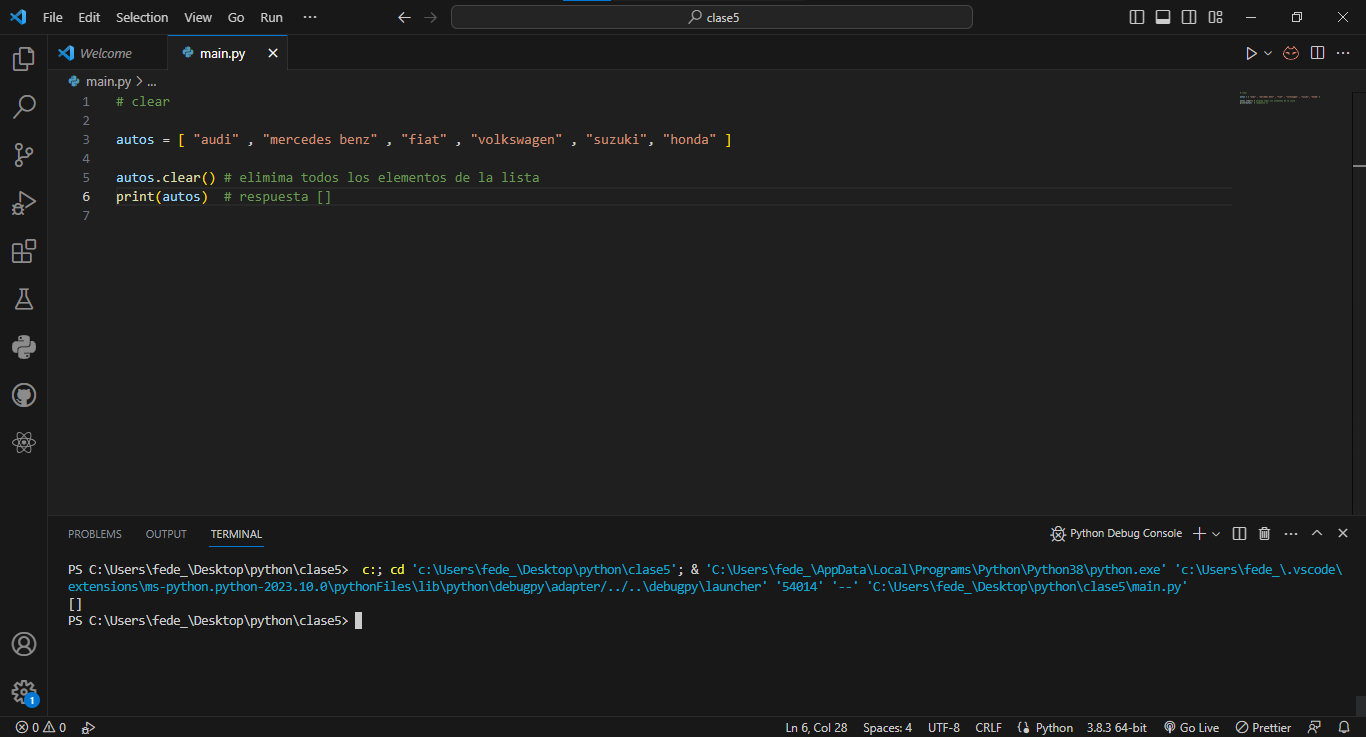 File Edit Selection View Go Run ··· clase5
Welcome main.py
main.py > ...
1 # clear
2
3 autos = [ "audi" , "mercedes benz" , "fiat" , "volkswagen" , "suzuki", "honda" ]
4
5 autos.clear() # elimima todos los elementos de la lista
6 print(autos)  # respuesta []
7
PROBLEMS OUTPUT TERMINAL Python Debug Console
PS C:\Users\fede_\Desktop\python\clase5>  c:; cd 'c:\Users\fede_\Desktop\python\clase5'; & 'C:\Users\fede_\AppData\Local\Programs\Python\Python38\python.exe' 'c:\Users\fede_\.vscode\
extensions\ms-python.python-2023.10.0\pythonFiles\lib\python\debugpy\adapter/../..\debugpy\launcher' '54014' '--' 'C:\Users\fede_\Desktop\python\clase5\main.py'
[]
PS C:\Users\fede_\Desktop\python\clase5>
1
0 0 Ln 6, Col 28 Spaces: 4 UTF-8 CRLF Python 3.8.3 64-bit Go Live Prettier